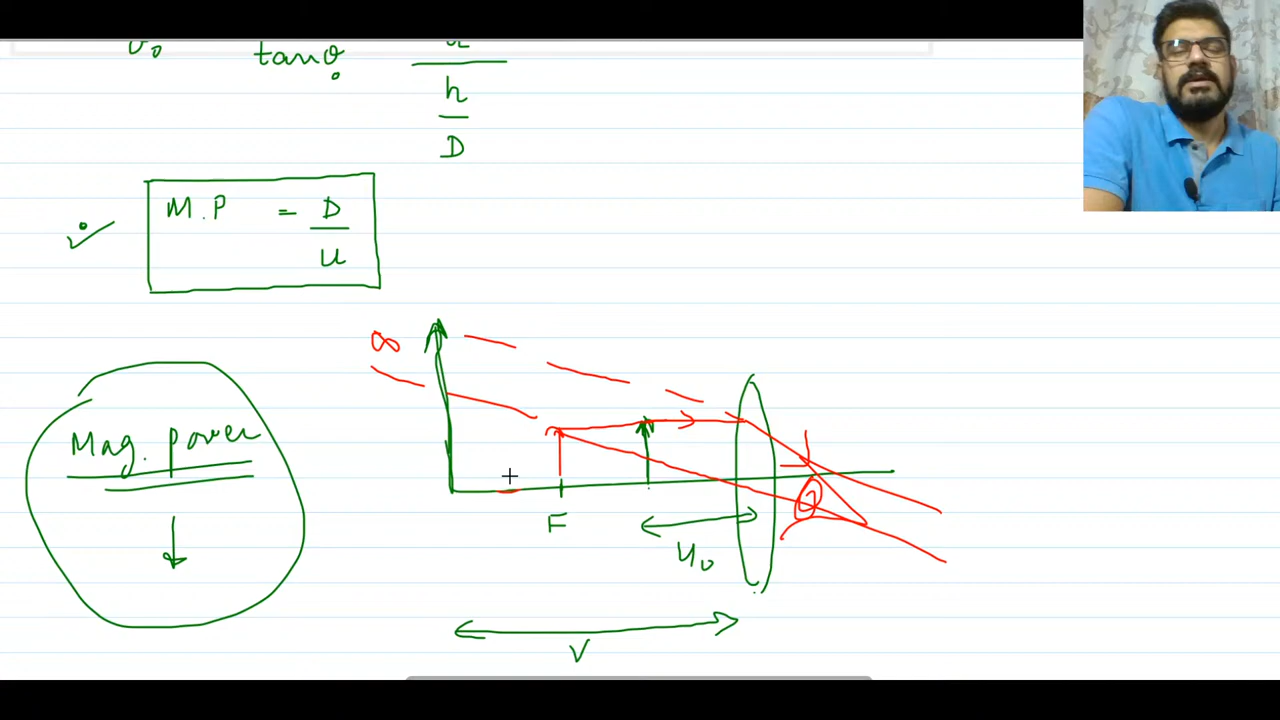 tanθ₀
h
D
M.P = D
u
∞
Mag. Power
F
u₀
V